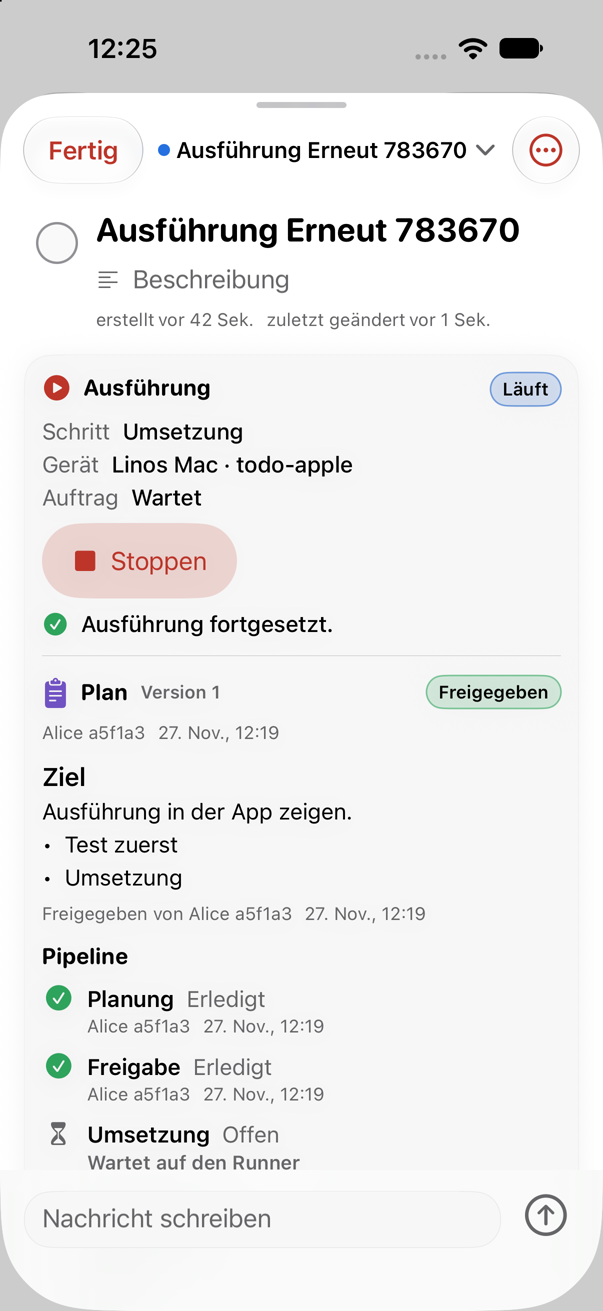 12:25
Fertig
Ausführung Erneut 783670
Ausführung Erneut 783670
Beschreibung
erstellt vor 42 Sek. zuletzt geändert vor 1 Sek.
Ausführung
Läuft
Schritt Umsetzung
Gerät Linos Mac · todo-apple
Auftrag Wartet
Stoppen
Ausführung fortgesetzt.
Plan Version 1
Freigegeben
Alice a5f1a3 27. Nov., 12:19
Ziel
Ausführung in der App zeigen.
• Test zuerst
• Umsetzung
Freigegeben von Alice a5f1a3 27. Nov., 12:19
Pipeline
Planung Erledigt
Alice a5f1a3 27. Nov., 12:19
Freigabe Erledigt
Alice a5f1a3 27. Nov., 12:19
Umsetzung Offen
Wartet auf den Runner
Nachricht schreiben